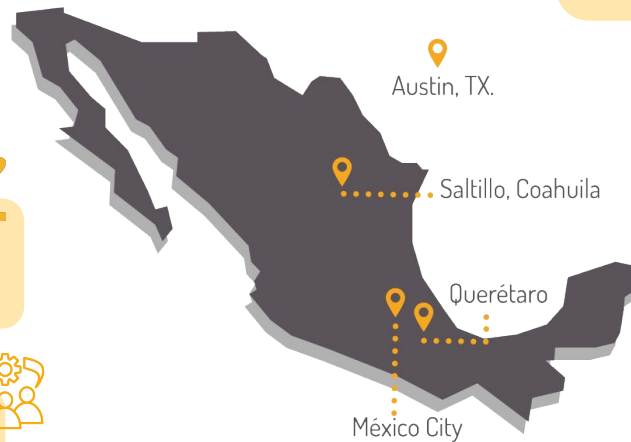 Austin, TX.
Saltillo, Coahuila
Querétaro
México City